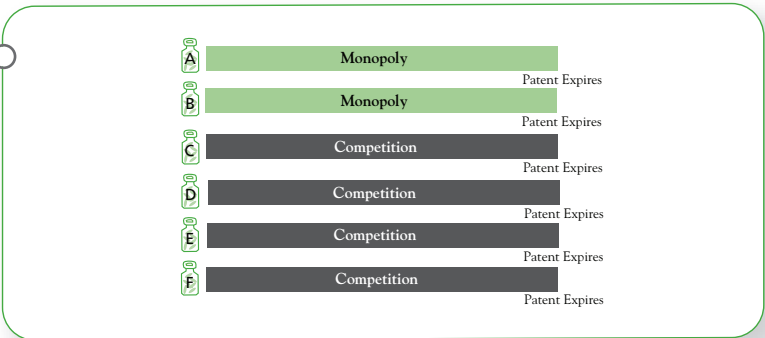 A Monopoly
Patent Expires
B Monopoly
Patent Expires
C Competition
Patent Expires
D Competition
Patent Expires
E Competition
Patent Expires
F Competition
Patent Expires